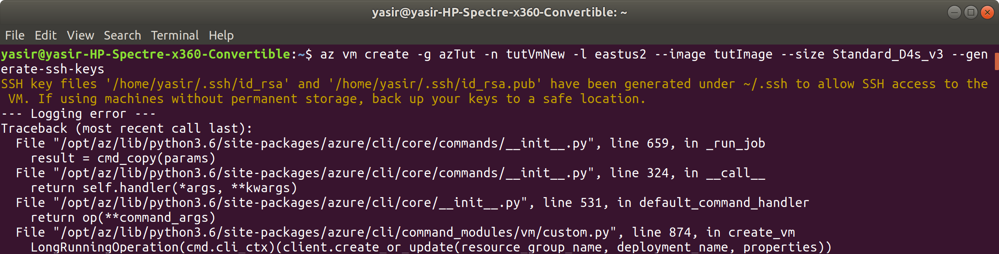 yasir@yasir-HP-Spectre-x360-Convertible: ~
File Edit View Search Terminal Help
yasir@yasir-HP-Spectre-x360-Convertible:~$ az vm create -g azTut -n tutVmNew -l eastus2 --image tutImage --size Standard_D4s_v3 --gen
erate-ssh-keys
SSH key files '/home/yasir/.ssh/id_rsa' and '/home/yasir/.ssh/id_rsa.pub' have been generated under ~/.ssh to allow SSH access to the
 VM. If using machines without permanent storage, back up your keys to a safe location.
--- Logging error ---
Traceback (most recent call last):
  File "/opt/az/lib/python3.6/site-packages/azure/cli/core/commands/__init__.py", line 659, in _run_job
    result = cmd_copy(params)
  File "/opt/az/lib/python3.6/site-packages/azure/cli/core/commands/__init__.py", line 324, in __call__
    return self.handler(*args, **kwargs)
  File "/opt/az/lib/python3.6/site-packages/azure/cli/core/__init__.py", line 531, in default_command_handler
    return op(**command_args)
  File "/opt/az/lib/python3.6/site-packages/azure/cli/command_modules/vm/custom.py", line 874, in create_vm
    LongRunningOperation(cmd.cli_ctx)(client.create_or_update(resource_group_name, deployment_name, properties))